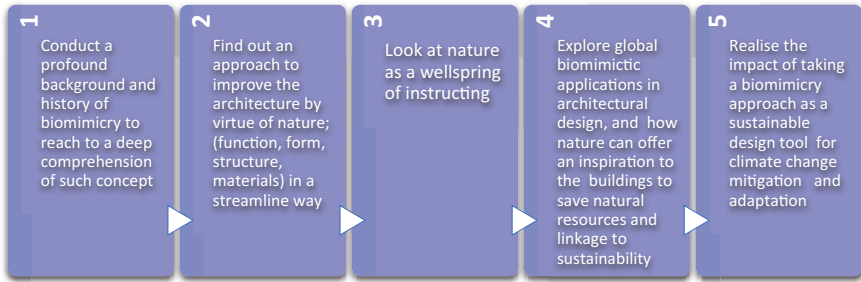 1
Conduct a
profound
background and
history of
biomimicry to
reach to a deep
comprehension
of such concept
2
Find out an
approach to
improve the
architecture by
virtue of nature;
(function, form,
structure,
materials) in a
streamline way
3
Look at nature
as a wellspring
of instructing
4
Explore global
biomimictic
applications in
architectural
design, and how
nature can offer
an inspiration to
the buildings to
save natural
resources and
linkage to
sustainability
5
Realise the
impact of taking
a biomimicry
approach as a
sustainable
design tool for
climate change
mitigation and
adaptation